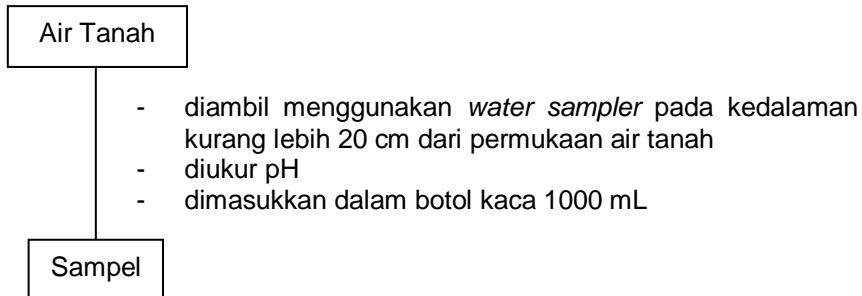 Air Tanah
- diambil menggunakan water sampler pada kedalaman
kurang lebih 20 cm dari permukaan air tanah
- diukur pH
- dimasukkan dalam botol kaca 1000 mL
Sampel